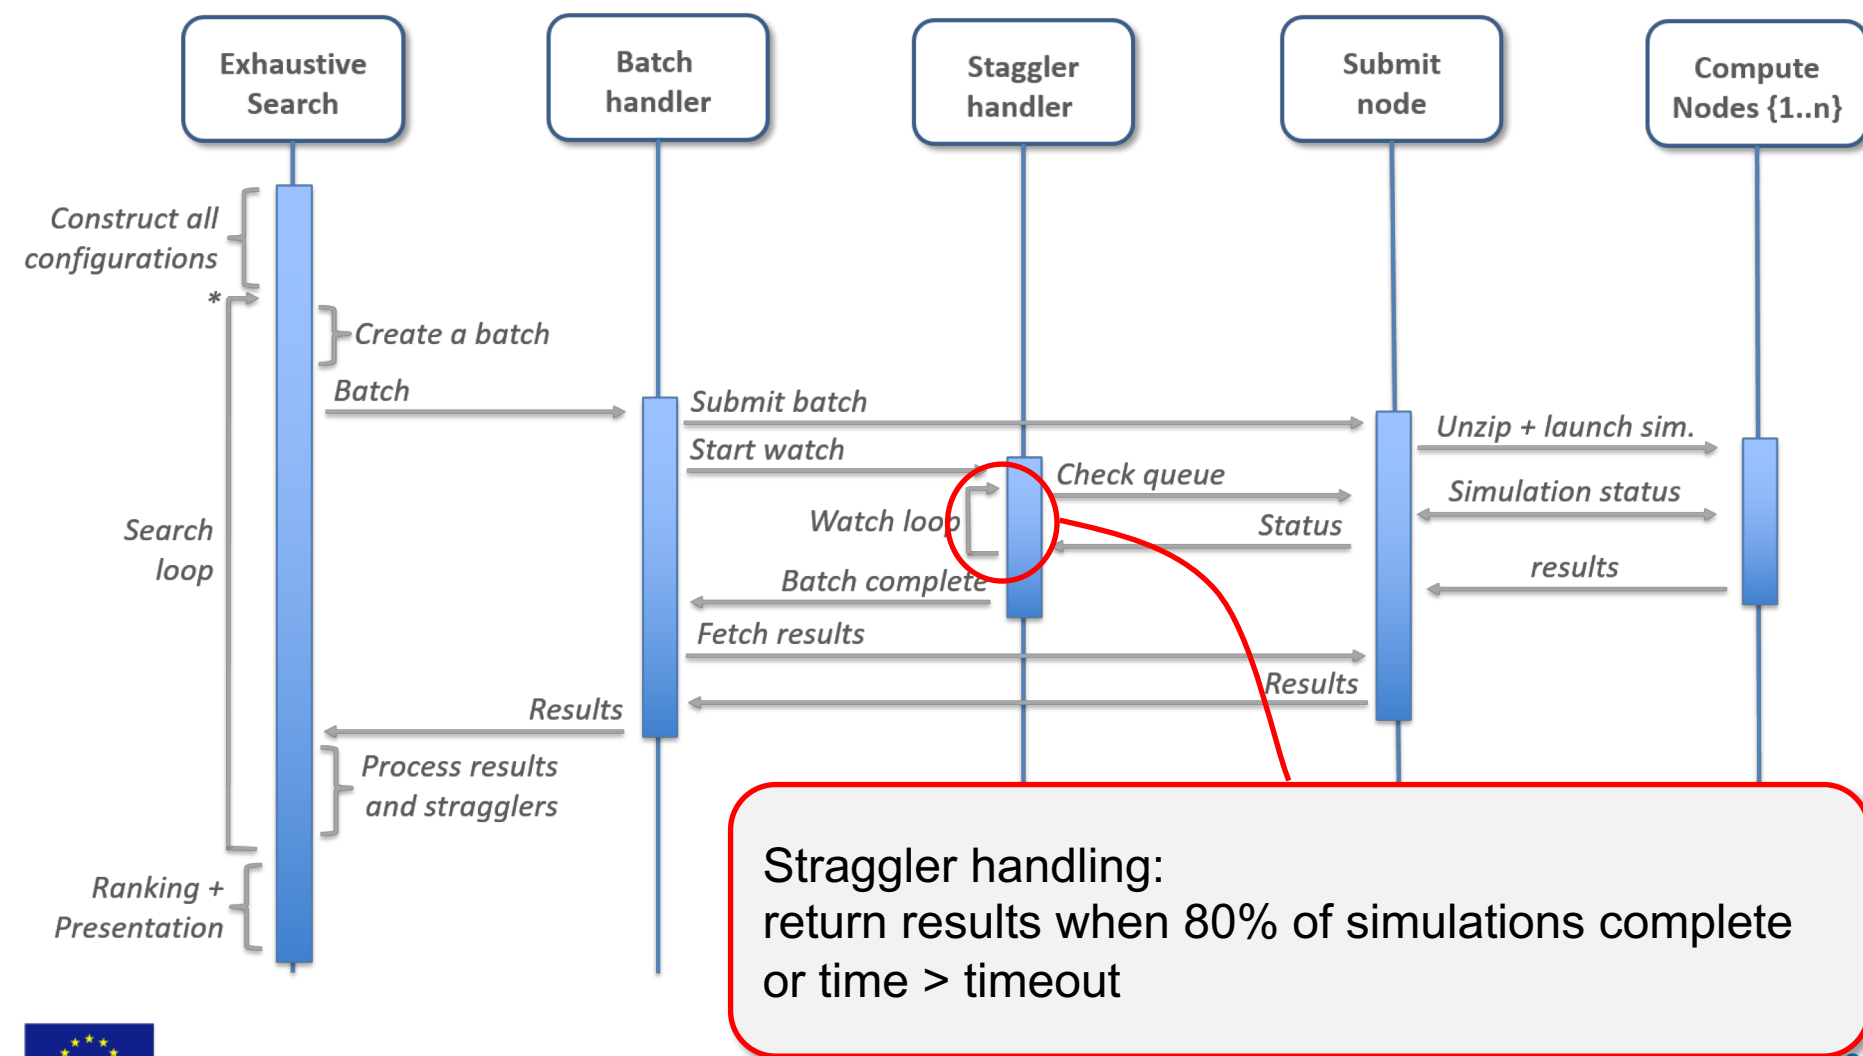 Exhaustive
Search
Batch
handler
Staggler
handler
Submit
node
Compute
Nodes {1..n}
Construct all
configurations
*
Create a batch
Batch
Submit batch
Unzip + launch sim.
Start watch
Check queue
Simulation status
Watch loop
Status
Search
loop
Batch complete
results
Fetch results
Results
Results
Process results
and stragglers
Ranking +
Presentation
Straggler handling:
return results when 80% of simulations complete
or time > timeout